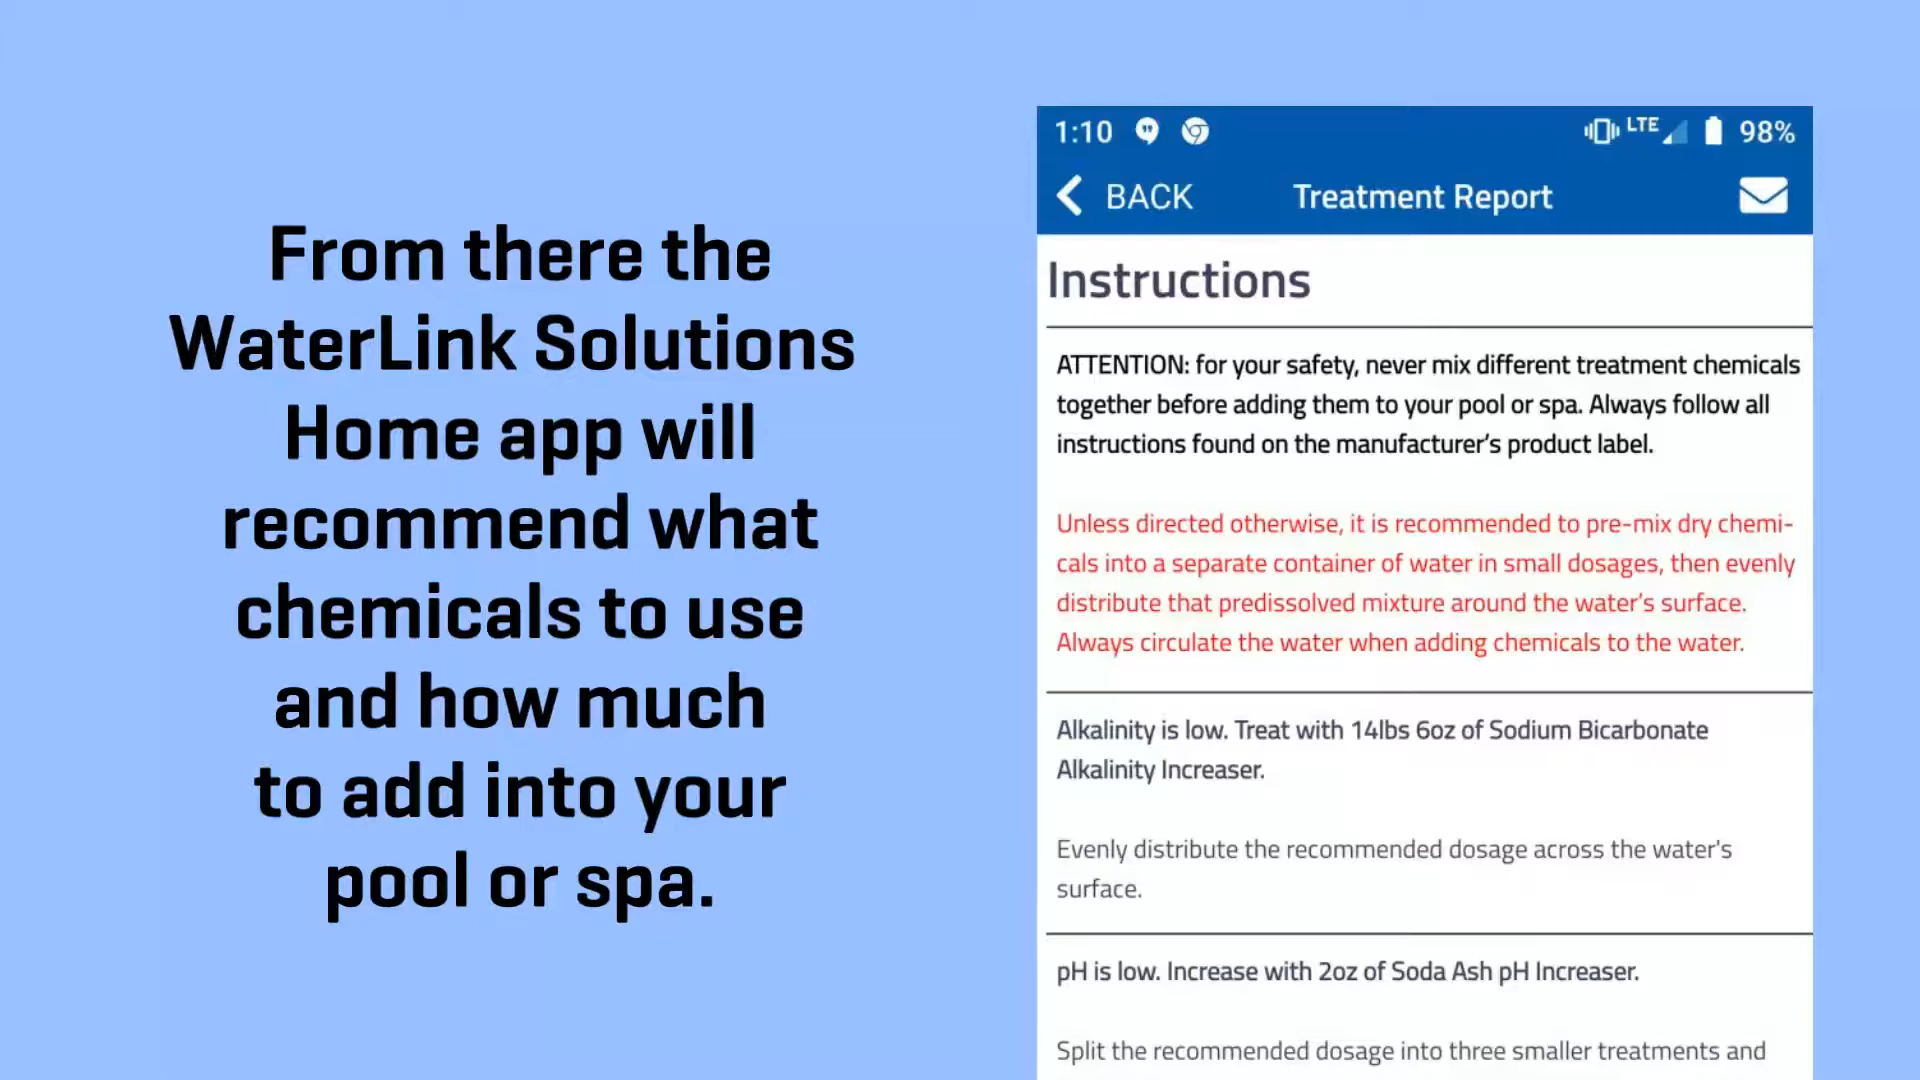 From there the
WaterLink Solutions
Home app will
recommend what
chemicals to use
and how much
to add into your
pool or spa.
1:10 LTE 98%
BACK Treatment Report
Instructions
ATTENTION: for your safety, never mix different treatment chemicals
together before adding them to your pool or spa. Always follow all
instructions found on the manufacturer's product label.
Unless directed otherwise, it is recommended to pre-mix dry chemi-
cals into a separate container of water in small dosages, then evenly
distribute that predissolved mixture around the water's surface.
Always circulate the water when adding chemicals to the water.
Alkalinity is low. Treat with 14lbs 6oz of Sodium Bicarbonate
Alkalinity Increaser.
Evenly distribute the recommended dosage across the water's
surface.
pH is low. Increase with 2oz of Soda Ash pH Increaser.
Split the recommended dosage into three smaller treatments and